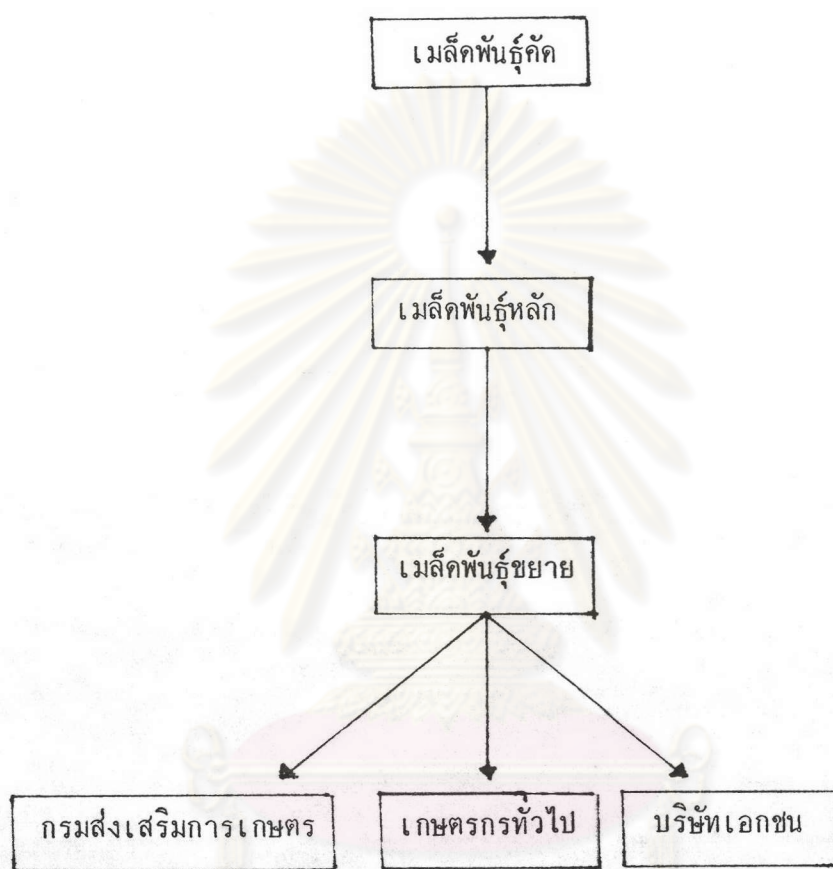 เมล็ดพันธุ์คัด
เมล็ดพันธุ์หลัก
เมล็ดพันธุ์ขยาย
กรมส่งเสริมการเกษตร
เกษตรกรทั่วไป
บริษัทเอกชน